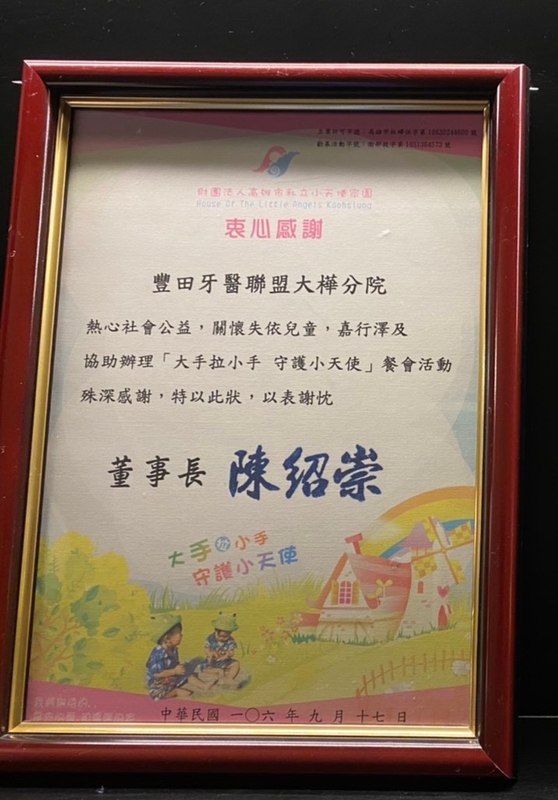 財團法人高雄市私立小天使家園
House Of The Little Angels Kaohsiung
衷心感謝
豐田牙醫聯盟大樺分院
熱心社會公益，關懷失依兒童，嘉行澤及
協助辦理「大手拉小手 守護小天使」餐會活動
殊深感謝，特以此狀，以表謝忱
董事長 陳紹崇
大手拉小手
守護小天使
中華民國 一〇六 年 九 月 十七 日